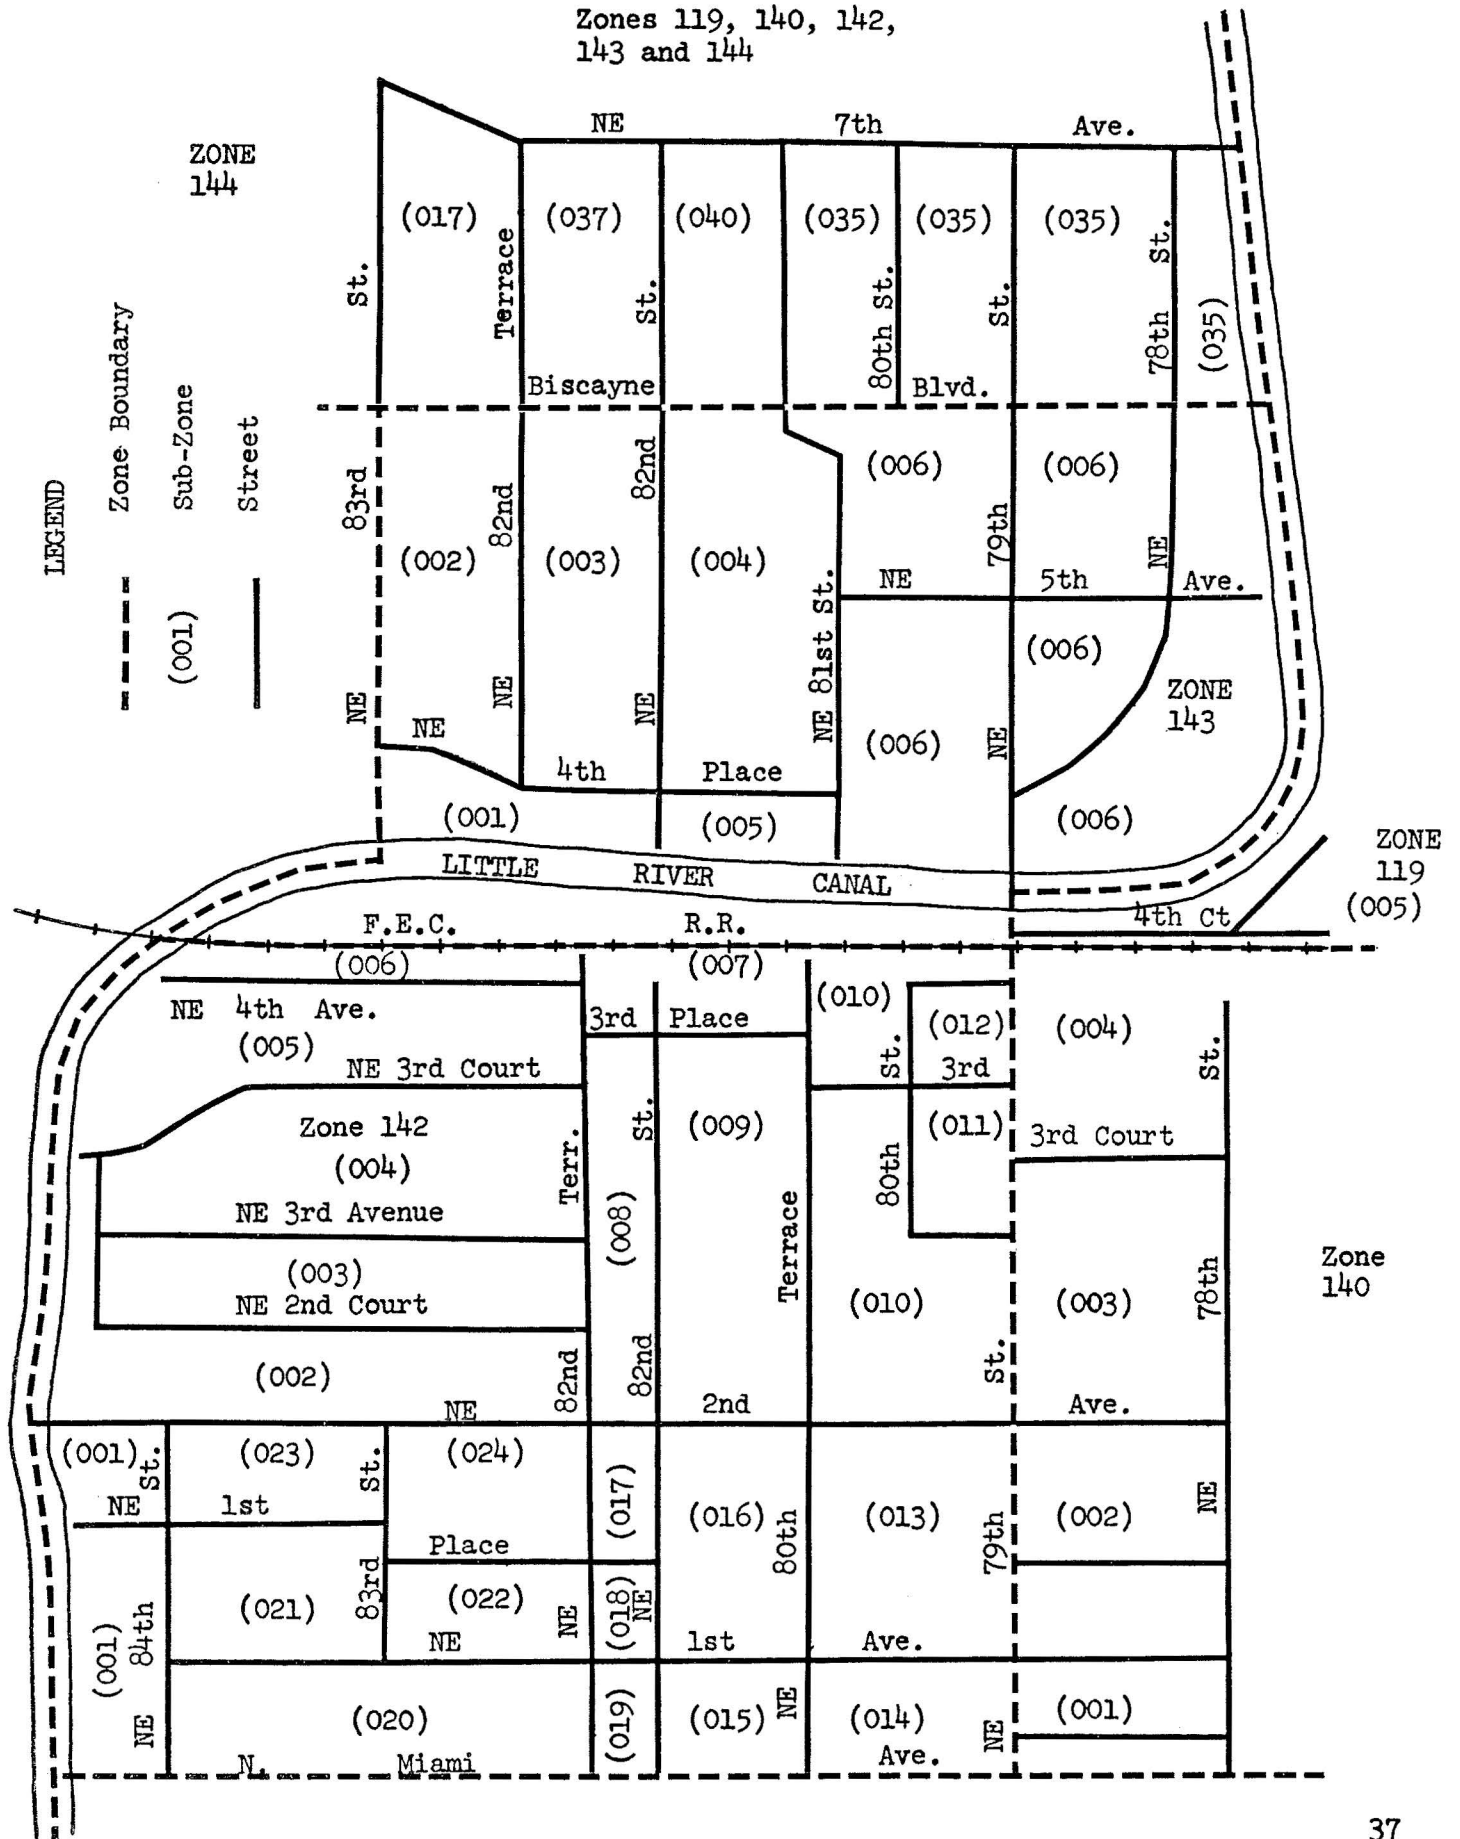 Zones 119, 140, 142,
143 and 144
NE 7th Ave.
ZONE
144
(017) (037) (040) (035) (035) (035)
(035)
St.
Terrace
St.
80th St.
St.
78th St.
Biscayne Blvd.
LEGEND
Zone Boundary
Sub-Zone
Street
(001)
83rd
82nd
82nd
79th
NE
(006) (006)
(002) (003) (004)
NE 5th Ave.
NE 81st St.
(006)
ZONE
143
NE
NE
NE
NE
NE
(006)
4th Place
(001) (005) (006)
LITTLE RIVER CANAL
ZONE
119
(005)
4th Ct
F.E.C. R.R.
(006) (007)
NE 4th Ave.
(005)
3rd Place
(010) (012) (004)
NE 3rd Court
3rd
St.
St.
St.
Zone 142
(004)
(009) (011)
3rd Court
Terr.
80th
NE 3rd Avenue
(008)
Terrace
(003)
NE 2nd Court
(010) (003)
78th
Zone
140
(002)
82nd
82nd
St.
NE 2nd Ave.
(001) (023) (024)
St.
St.
NE 1st
(017)
(016) (013) (002)
80th
79th
NE
Place
(021) (022)
83rd
NE
(018)
NE
(001)
84th
NE 1st Ave.
NE
(020)
(019)
(015) (014) (001)
NE
NE
N. Miami Ave.
37